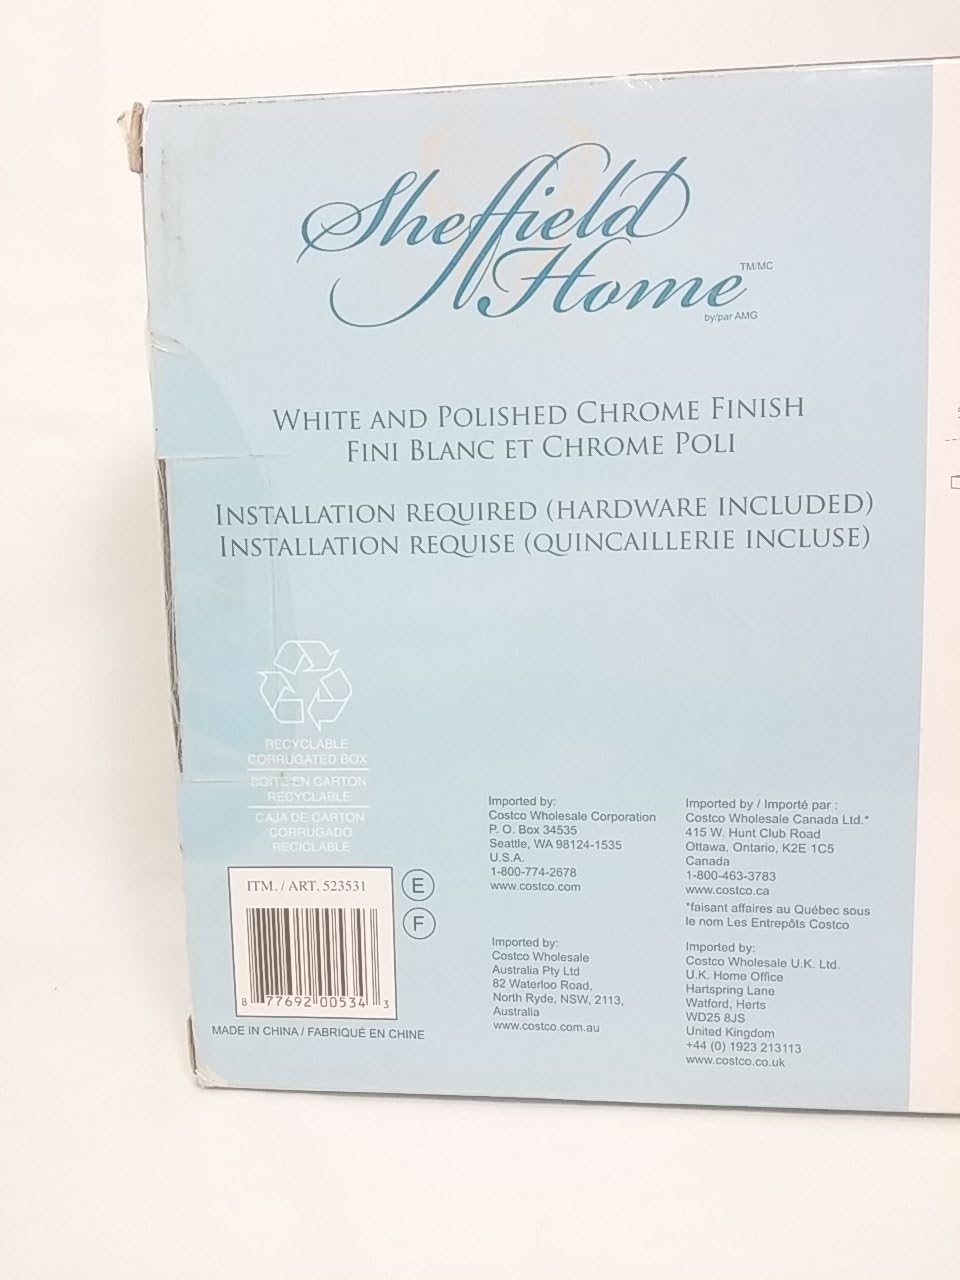 Sheffield
Home
TM/MC
by/par AMG
WHITE AND POLISHED CHROME FINISH
FINI BLANC ET CHROME POLI
INSTALLATION REQUIRED (HARDWARE INCLUDED)
INSTALLATION REQUISE (QUINCAILLERIE INCLUSE)
RECYCLABLE
CORRUGATED BOX
BOITE EN CARTON
RECYCLABLE
CAJA DE CARTON
CORRUGADO
RECICLABLE
ITM. / ART. 523531
E
F
8 77692 00534 3
MADE IN CHINA / FABRIQUÉ EN CHINE
Imported by:
Costco Wholesale Corporation
P. O. Box 34535
Seattle, WA 98124-1535
U.S.A.
1-800-774-2678
www.costco.com
Imported by / Importé par :
Costco Wholesale Canada Ltd.*
415 W. Hunt Club Road
Ottawa, Ontario, K2E 1C5
Canada
1-800-463-3783
www.costco.ca
*faisant affaires au Québec sous
le nom Les Entrepôts Costco
Imported by:
Costco Wholesale
Australia Pty Ltd
82 Waterloo Road,
North Ryde, NSW, 2113,
Australia
www.costco.com.au
Imported by:
Costco Wholesale U.K. Ltd.
U.K. Home Office
Hartspring Lane
Watford, Herts
WD25 8JS
United Kingdom
+44 (0) 1923 213113
www.costco.co.uk